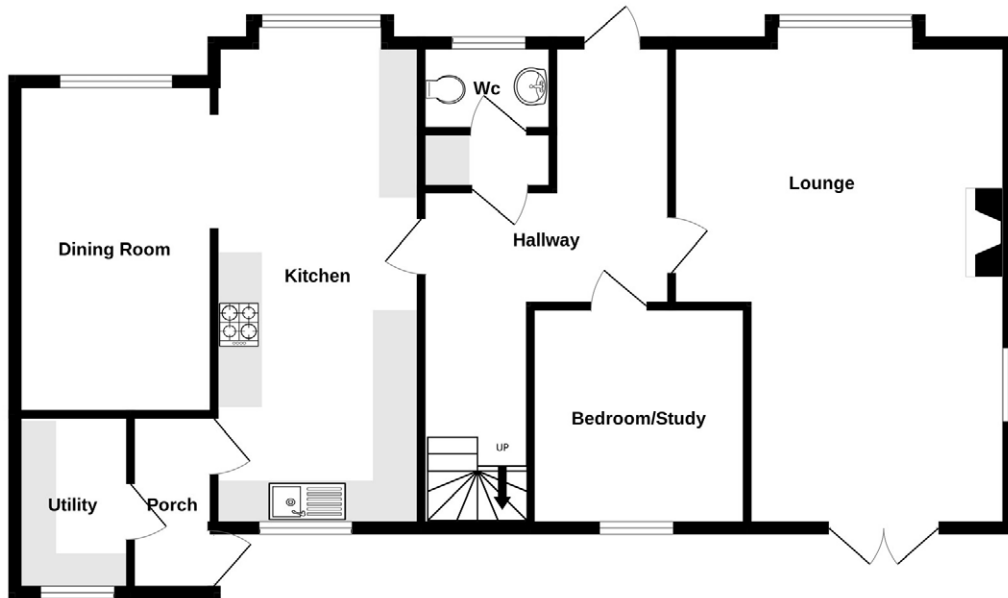 Wc
Lounge
Hallway
Dining Room
Kitchen
Bedroom/Study
UP
Utility
Porch